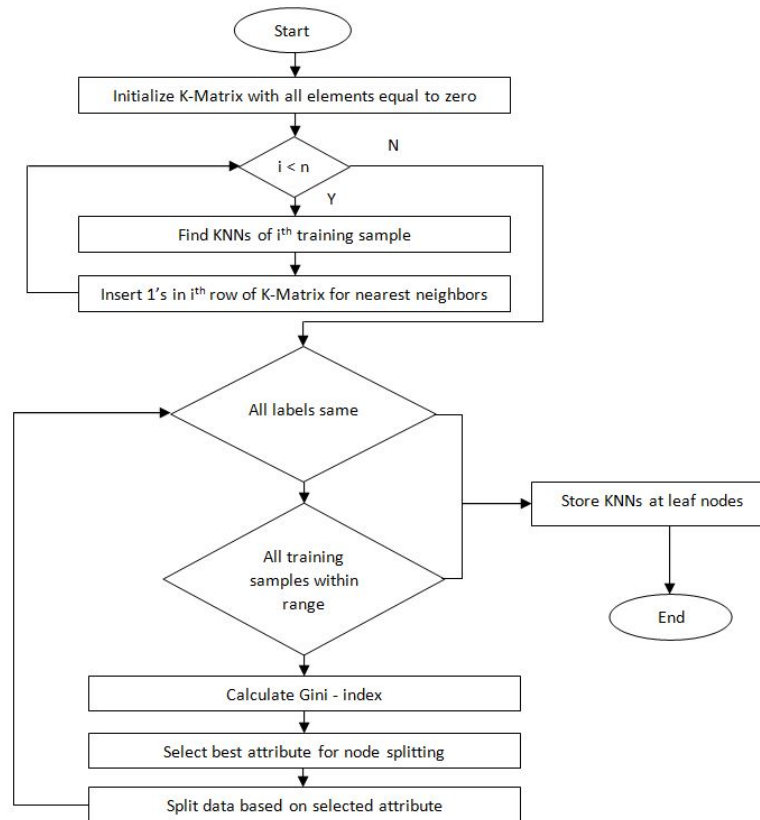 Start
Initialize K-Matrix with all elements equal to zero
i < n
N
Y
Find KNNs of iᵗʰ training sample
Insert 1's in iᵗʰ row of K-Matrix for nearest neighbors
All labels same
Store KNNs at leaf nodes
All training
samples within
range
End
Calculate Gini - index
Select best attribute for node splitting
Split data based on selected attribute